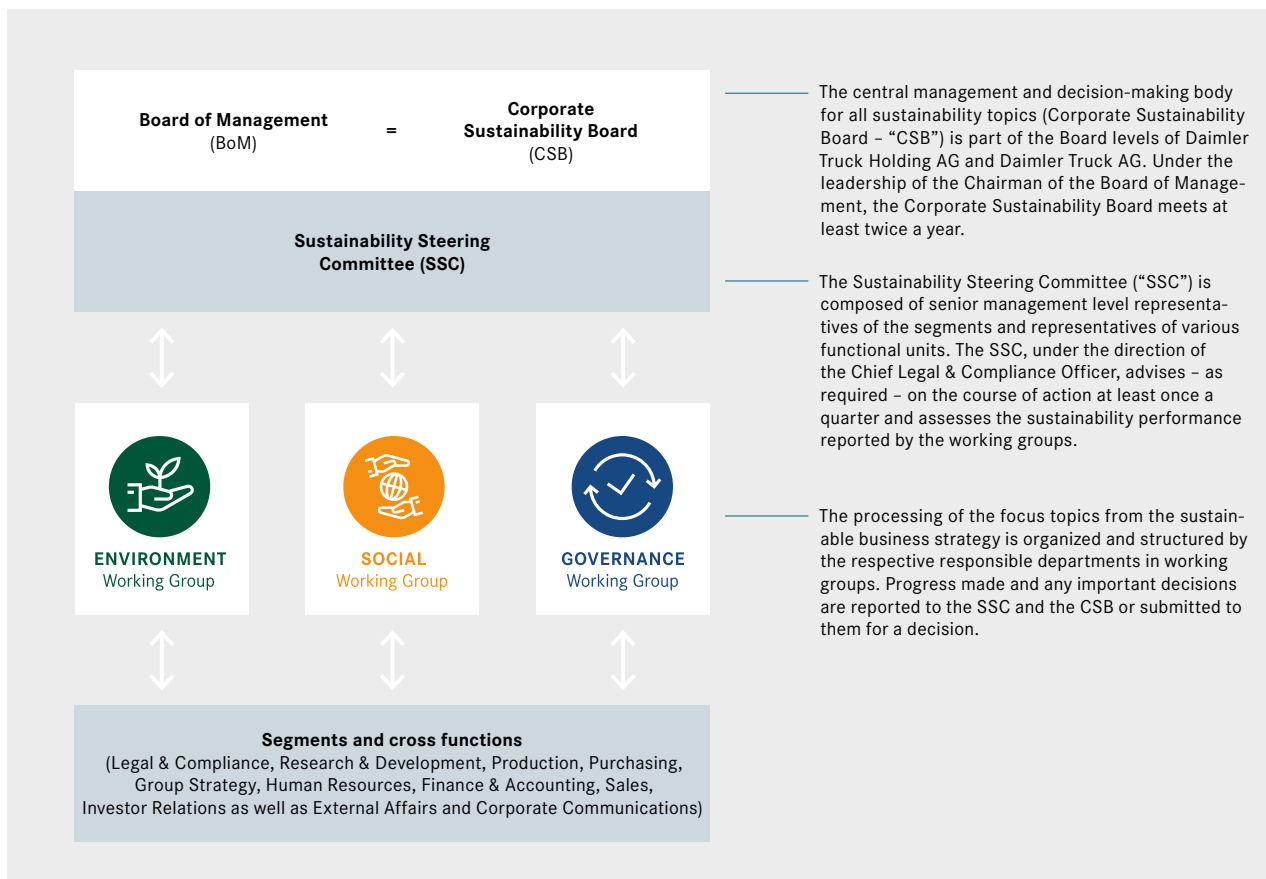 Board of Management
(BoM)
=
Corporate
Sustainability Board
(CSB)
The central management and decision-making body
for all sustainability topics (Corporate Sustainability
Board – “CSB”) is part of the Board levels of Daimler
Truck Holding AG and Daimler Truck AG. Under the
leadership of the Chairman of the Board of Manage-
ment, the Corporate Sustainability Board meets at
least twice a year.
Sustainability Steering
Committee (SSC)
The Sustainability Steering Committee (“SSC”) is
composed of senior management level representa-
tives of the segments and representatives of various
functional units. The SSC, under the direction of
the Chief Legal & Compliance Officer, advises – as
required – on the course of action at least once a
quarter and assesses the sustainability performance
reported by the working groups.
ENVIRONMENT
Working Group
SOCIAL
Working Group
GOVERNANCE
Working Group
The processing of the focus topics from the sustain-
able business strategy is organized and structured by
the respective responsible departments in working
groups. Progress made and any important decisions
are reported to the SSC and the CSB or submitted to
them for a decision.
Segments and cross functions
(Legal & Compliance, Research & Development, Production, Purchasing,
Group Strategy, Human Resources, Finance & Accounting, Sales,
Investor Relations as well as External Affairs and Corporate Communications)